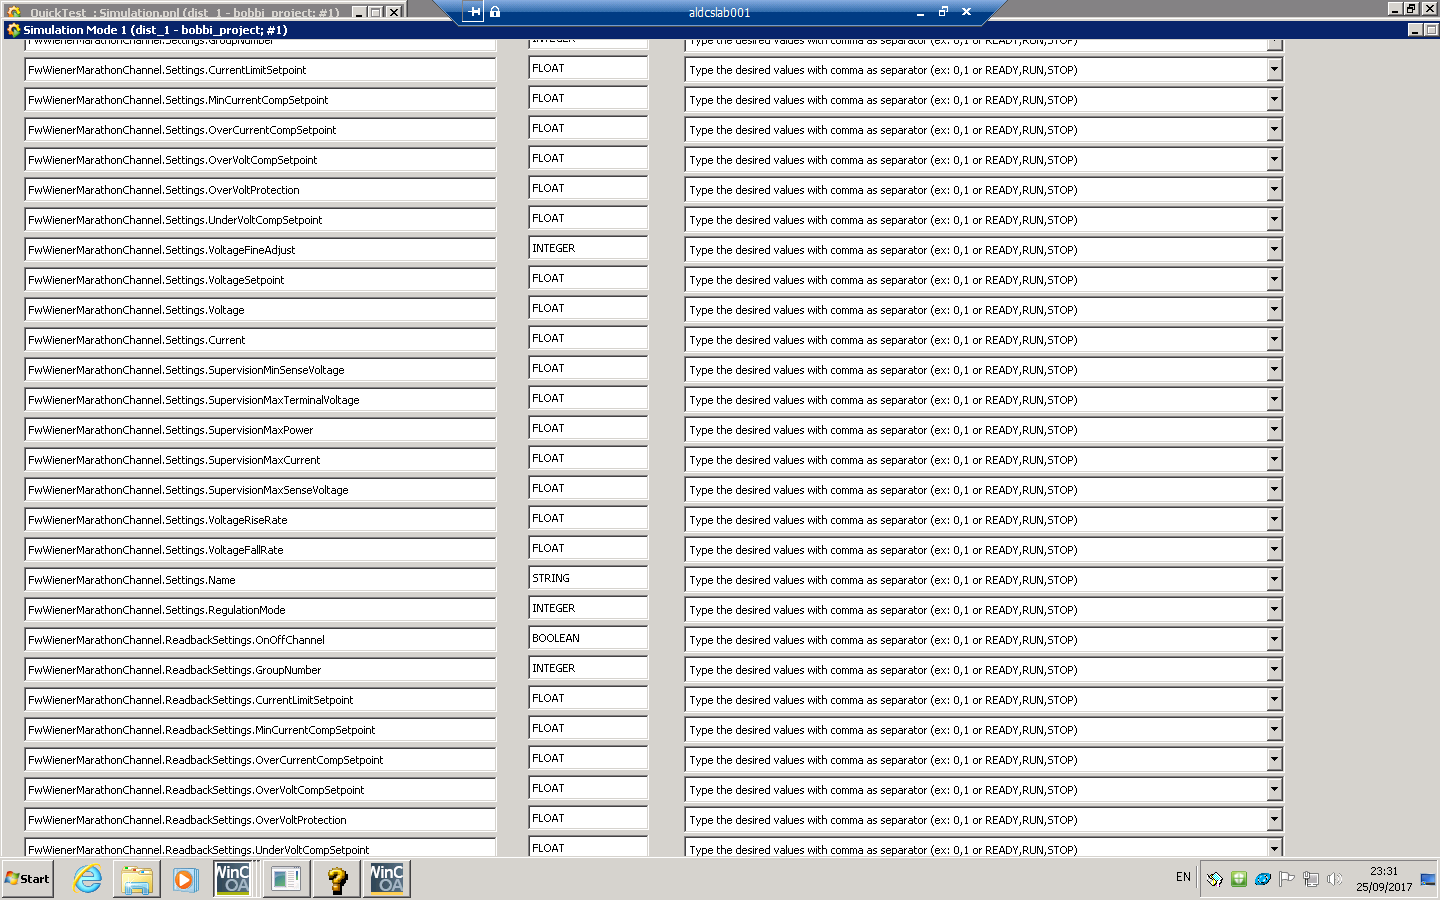 QuickTest_: Simulation.pnl (dist_1 - bobbi_project; #1)
aldcslab001
Simulation Mode 1 (dist_1 - bobbi_project; #1)
FwWienerMarathonChannel.Settings.GroupNumber INTEGER Type the desired values with comma as separator (ex: 0,1 or READY,RUN,STOP)
FwWienerMarathonChannel.Settings.CurrentLimitSetpoint FLOAT Type the desired values with comma as separator (ex: 0,1 or READY,RUN,STOP)
FwWienerMarathonChannel.Settings.MinCurrentCompSetpoint FLOAT Type the desired values with comma as separator (ex: 0,1 or READY,RUN,STOP)
FwWienerMarathonChannel.Settings.OverCurrentCompSetpoint FLOAT Type the desired values with comma as separator (ex: 0,1 or READY,RUN,STOP)
FwWienerMarathonChannel.Settings.OverVoltCompSetpoint FLOAT Type the desired values with comma as separator (ex: 0,1 or READY,RUN,STOP)
FwWienerMarathonChannel.Settings.OverVoltProtection FLOAT Type the desired values with comma as separator (ex: 0,1 or READY,RUN,STOP)
FwWienerMarathonChannel.Settings.UnderVoltCompSetpoint FLOAT Type the desired values with comma as separator (ex: 0,1 or READY,RUN,STOP)
FwWienerMarathonChannel.Settings.VoltageFineAdjust INTEGER Type the desired values with comma as separator (ex: 0,1 or READY,RUN,STOP)
FwWienerMarathonChannel.Settings.VoltageSetpoint FLOAT Type the desired values with comma as separator (ex: 0,1 or READY,RUN,STOP)
FwWienerMarathonChannel.Settings.Voltage FLOAT Type the desired values with comma as separator (ex: 0,1 or READY,RUN,STOP)
FwWienerMarathonChannel.Settings.Current FLOAT Type the desired values with comma as separator (ex: 0,1 or READY,RUN,STOP)
FwWienerMarathonChannel.Settings.SupervisionMinSenseVoltage FLOAT Type the desired values with comma as separator (ex: 0,1 or READY,RUN,STOP)
FwWienerMarathonChannel.Settings.SupervisionMaxTerminalVoltage FLOAT Type the desired values with comma as separator (ex: 0,1 or READY,RUN,STOP)
FwWienerMarathonChannel.Settings.SupervisionMaxPower FLOAT Type the desired values with comma as separator (ex: 0,1 or READY,RUN,STOP)
FwWienerMarathonChannel.Settings.SupervisionMaxCurrent FLOAT Type the desired values with comma as separator (ex: 0,1 or READY,RUN,STOP)
FwWienerMarathonChannel.Settings.SupervisionMaxSenseVoltage FLOAT Type the desired values with comma as separator (ex: 0,1 or READY,RUN,STOP)
FwWienerMarathonChannel.Settings.VoltageRiseRate FLOAT Type the desired values with comma as separator (ex: 0,1 or READY,RUN,STOP)
FwWienerMarathonChannel.Settings.VoltageFallRate FLOAT Type the desired values with comma as separator (ex: 0,1 or READY,RUN,STOP)
FwWienerMarathonChannel.Settings.Name STRING Type the desired values with comma as separator (ex: 0,1 or READY,RUN,STOP)
FwWienerMarathonChannel.Settings.RegulationMode INTEGER Type the desired values with comma as separator (ex: 0,1 or READY,RUN,STOP)
FwWienerMarathonChannel.ReadbackSettings.OnOffChannel BOOLEAN Type the desired values with comma as separator (ex: 0,1 or READY,RUN,STOP)
FwWienerMarathonChannel.ReadbackSettings.GroupNumber INTEGER Type the desired values with comma as separator (ex: 0,1 or READY,RUN,STOP)
FwWienerMarathonChannel.ReadbackSettings.CurrentLimitSetpoint FLOAT Type the desired values with comma as separator (ex: 0,1 or READY,RUN,STOP)
FwWienerMarathonChannel.ReadbackSettings.MinCurrentCompSetpoint FLOAT Type the desired values with comma as separator (ex: 0,1 or READY,RUN,STOP)
FwWienerMarathonChannel.ReadbackSettings.OverCurrentCompSetpoint FLOAT Type the desired values with comma as separator (ex: 0,1 or READY,RUN,STOP)
FwWienerMarathonChannel.ReadbackSettings.OverVoltCompSetpoint FLOAT Type the desired values with comma as separator (ex: 0,1 or READY,RUN,STOP)
FwWienerMarathonChannel.ReadbackSettings.OverVoltProtection FLOAT Type the desired values with comma as separator (ex: 0,1 or READY,RUN,STOP)
FwWienerMarathonChannel.ReadbackSettings.UnderVoltCompSetpoint FLOAT Type the desired values with comma as separator (ex: 0,1 or READY,RUN,STOP)
Start
WinCC OA
WinCC OA
EN
23:31
25/09/2017